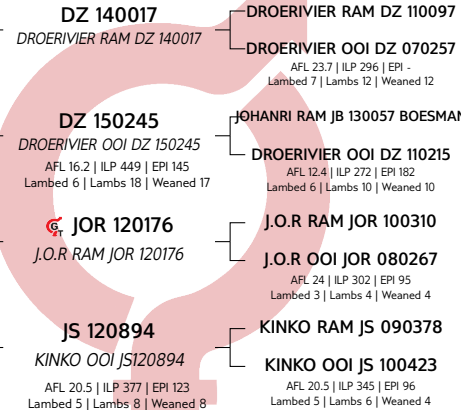 DZ 140017
DROERIVIER RAM DZ 140017
DROERIVIER RAM DZ 110097
DROERIVIER OOI DZ 070257
AFL 23.7 | ILP 296 | EPI -
Lambed 7 | Lambs 12 | Weaned 12
DZ 150245
DROERIVIER OOI DZ 150245
AFL 16.2 | ILP 449 | EPI 145
Lambed 6 | Lambs 18 | Weaned 17
JOHANRI RAM JB 130057 BOESMAN
DROERIVIER OOI DZ 110215
AFL 12.4 | ILP 272 | EPI 182
Lambed 6 | Lambs 10 | Weaned 10
GT JOR 120176
J.O.R RAM JOR 120176
J.O.R RAM JOR 100310
J.O.R OOI JOR 080267
AFL 24 | ILP 302 | EPI 95
Lambed 3 | Lambs 4 | Weaned 4
JS 120894
KINKO OOI JS120894
AFL 20.5 | ILP 377 | EPI 123
Lambed 5 | Lambs 8 | Weaned 8
KINKO RAM JS 090378
KINKO OOI JS 100423
AFL 20.5 | ILP 345 | EPI 96
Lambed 5 | Lambs 6 | Weaned 4